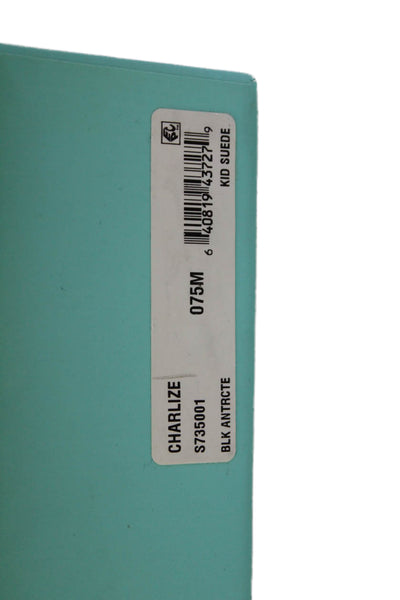 CHARLIZE
S735001 075M
BLK ANTRCTE KID SUEDE
6 40819 43727 9